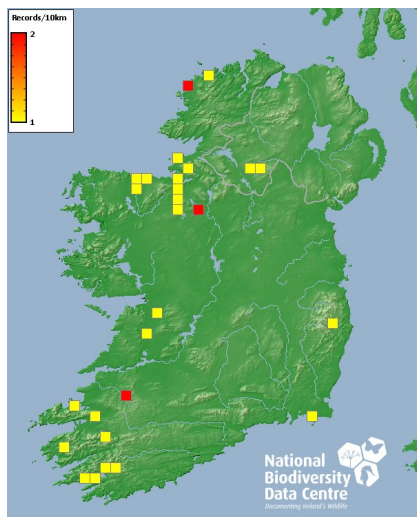 Records/10km
2
1
National
Biodiversity
Data Centre
Documenting Ireland's Wildlife